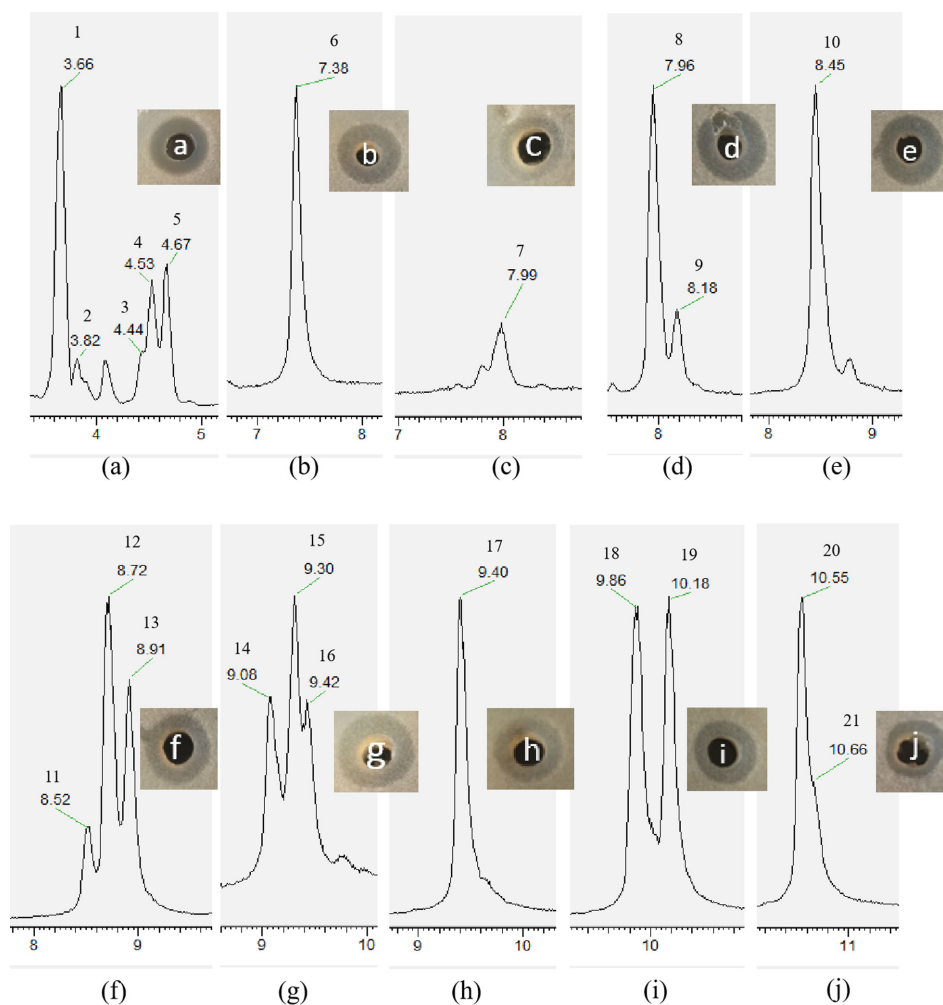 1
3.66
2
3.82
3
4.44
4
4.53
5
4.67
a
4 5
(a)
6
7.38
b
7 8
(b)
7
7.99
c
7 8
(c)
8
7.96
9
8.18
d
8
(d)
10
8.45
e
8 9
(e)
11
8.52
12
8.72
13
8.91
f
8 9
(f)
14
9.08
15
9.30
16
9.42
g
9 10
(g)
17
9.40
h
9 10
(h)
18
9.86
19
10.18
i
10
(i)
20
10.55
21
10.66
j
11
(j)